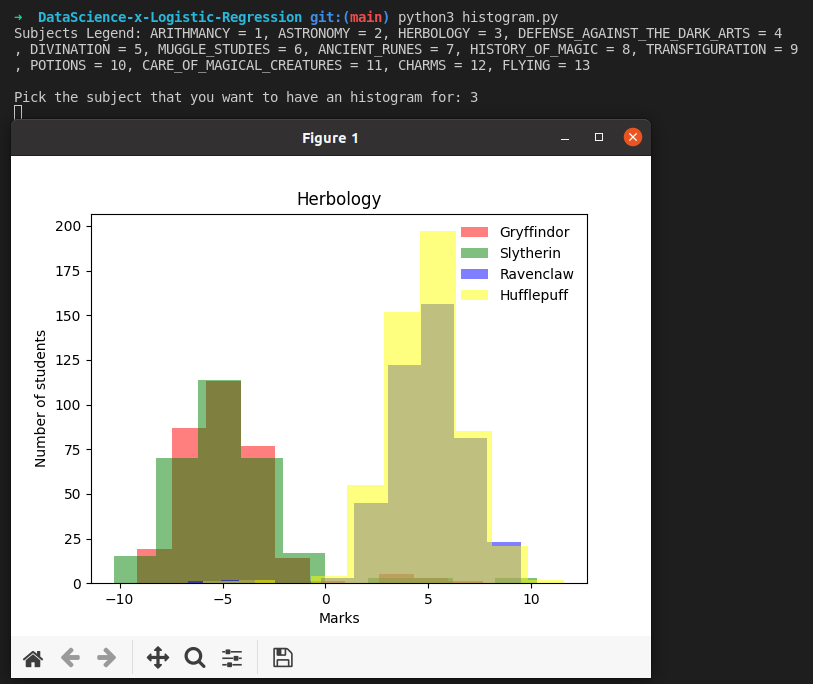 ➜  DataScience-x-Logistic-Regression git:(main) python3 histogram.py
Subjects Legend: ARITHMANCY = 1, ASTRONOMY = 2, HERBOLOGY = 3, DEFENSE_AGAINST_THE_DARK_ARTS = 4
, DIVINATION = 5, MUGGLE_STUDIES = 6, ANCIENT_RUNES = 7, HISTORY_OF_MAGIC = 8, TRANSFIGURATION = 9
, POTIONS = 10, CARE_OF_MAGICAL_CREATURES = 11, CHARMS = 12, FLYING = 13
Pick the subject that you want to have an histogram for: 3
Figure 1
Herbology
200
175
150
125
100
75
50
25
0
Number of students
Gryffindor
Slytherin
Ravenclaw
Hufflepuff
−10 −5 0 5 10
Marks